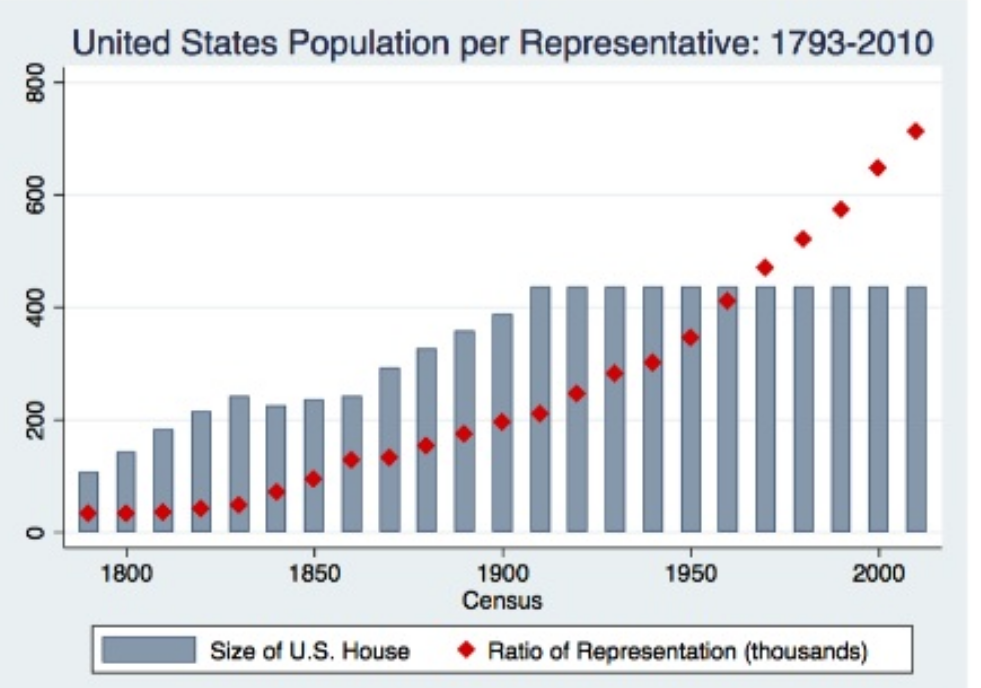 United States Population per Representative: 1793-2010
800
600
400
200
0
1800 1850 1900 1950 2000
Census
Size of U.S. House Ratio of Representation (thousands)